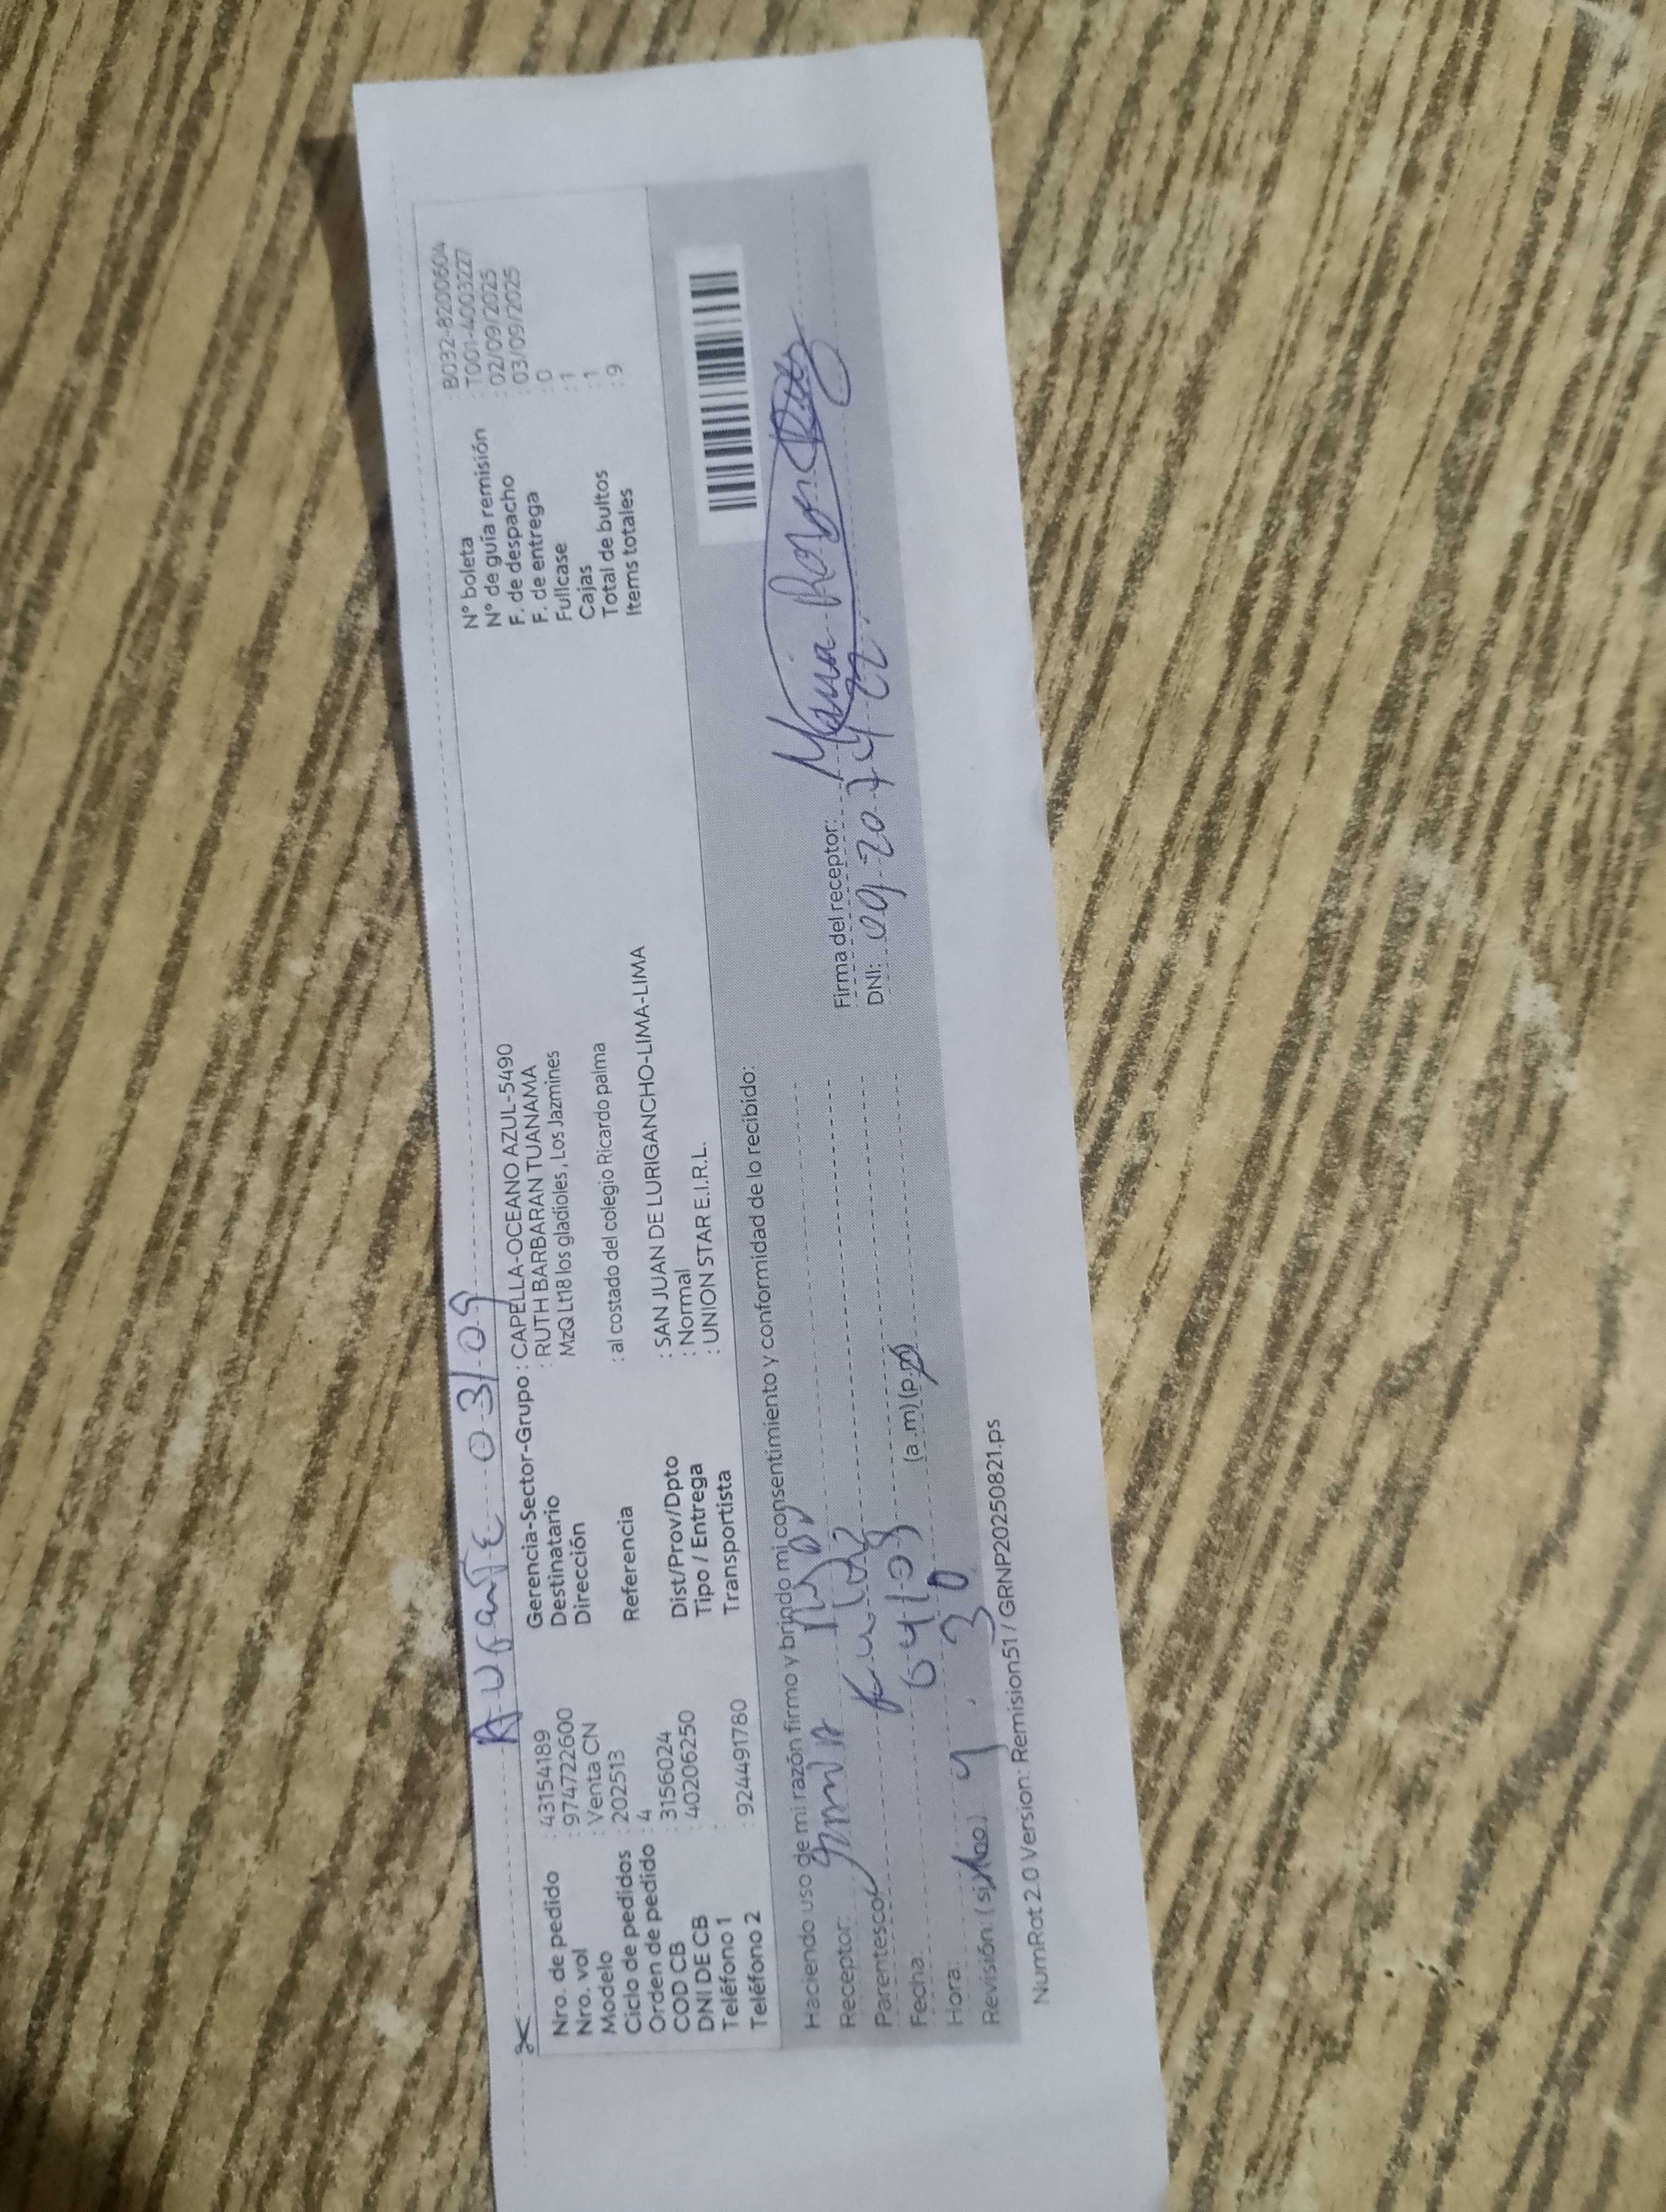 AUSENTE 03/09
Nro. de pedido : 43154189
Nro. vol : 974722600
Modelo : Venta CN
Ciclo de pedidos : 202513
Orden de pedido : 4
COD CB : 3156024
DNI DE CB : 40206250
Teléfono 1 :
Teléfono 2 : 924491780
Gerencia-Sector-Grupo : CAPELLA-OCEANO AZUL-5490
Destinatario : RUTH BARBARAN TUANAMA
Dirección MzQ Lt18 los gladioles , Los Jazmines
Referencia : al costado del colegio Ricardo palma
Dist/Prov/Dpto : SAN JUAN DE LURIGANCHO-LIMA-LIMA
Tipo / Entrega : Normal
Transportista : UNION STAR E.I.R.L.
N° boleta : B032-8200604
N° de guía remisión : T001-4003227
F. de despacho : 02/09/2025
F. de entrega : 03/09/2025
Fullcase : 0
Cajas : 1
Total de bultos : 1
Items totales : 9
Haciendo uso de mi razón firmo y brindo mi consentimiento y conformidad de lo recibido:
Receptor:
Parentesco:
Fecha: 04/09
Hora: 4 30 (a.m) (p.m)
Revisión: (si/no)
Firma del receptor: Maria
DNI: 09207477
NumRot 2.0 Version: Remision51 / GRNP20250821.ps